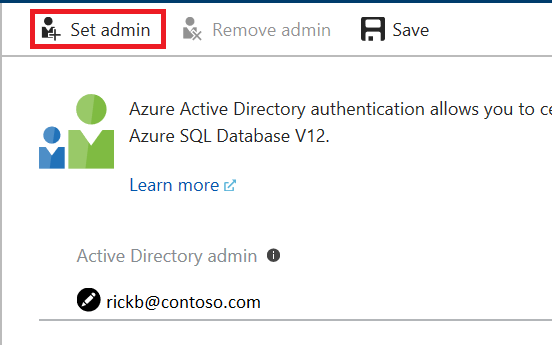 Set admin Remove admin Save
Azure Active Directory authentication allows you to ce
Azure SQL Database V12.
Learn more
Active Directory admin
rickb@contoso.com